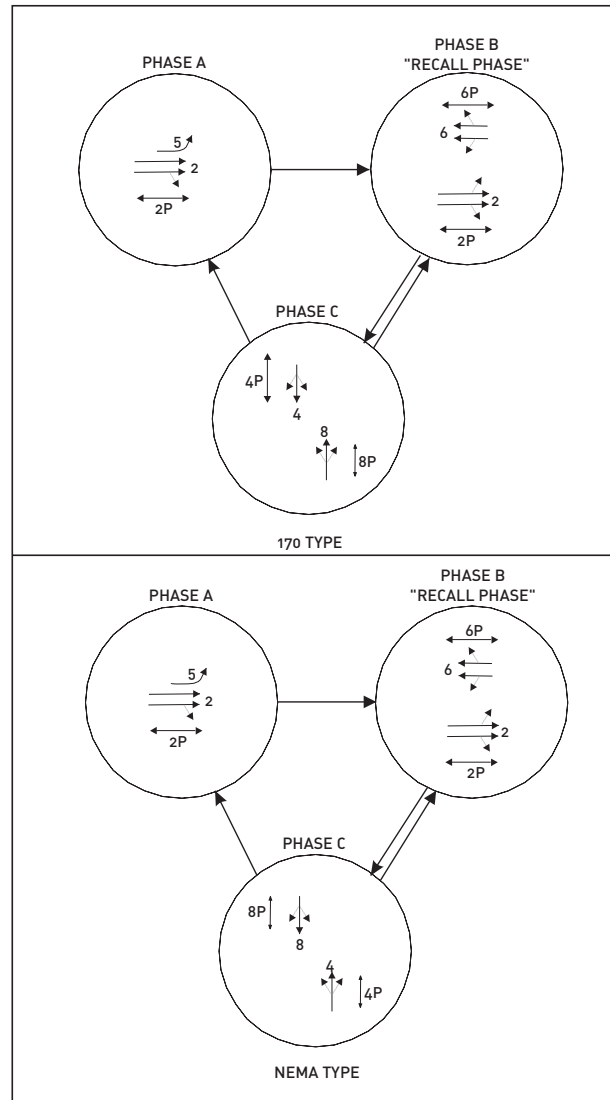 PHASE A
PHASE B
"RECALL PHASE"
5
2
2P
6P
6
2
2P
PHASE C
4P
4
8
8P
170 TYPE
PHASE A
PHASE B
"RECALL PHASE"
5
2
2P
6P
6
2
2P
PHASE C
8P
8
4
4P
NEMA TYPE